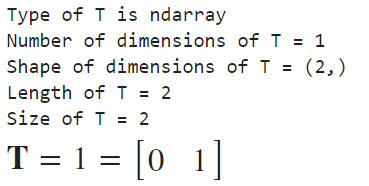 Type of T is ndarray
Number of dimensions of T = 1
Shape of dimensions of T = (2,)
Length of T = 2
Size of T = 2
T = 1 = [0 1]